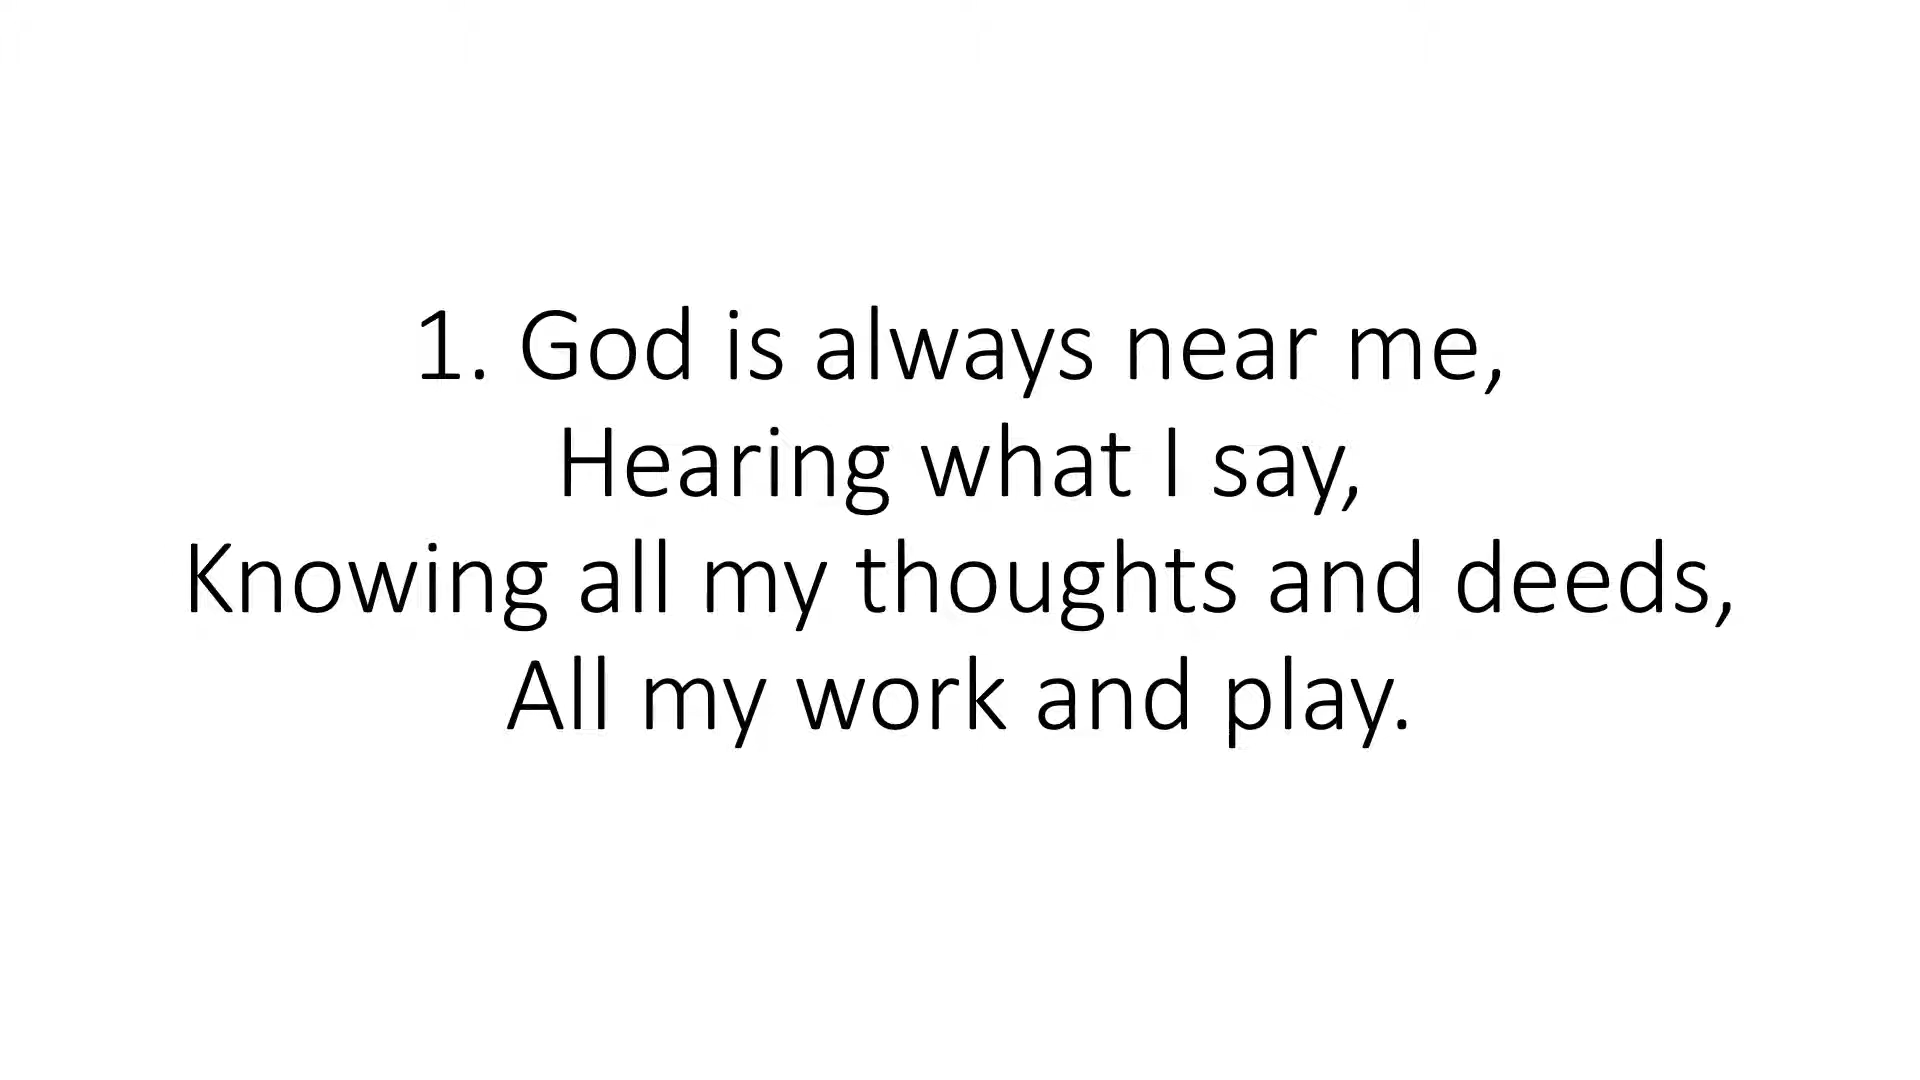 1. God is always near me,
Hearing what I say,
Knowing all my thoughts and deeds,
All my work and play.